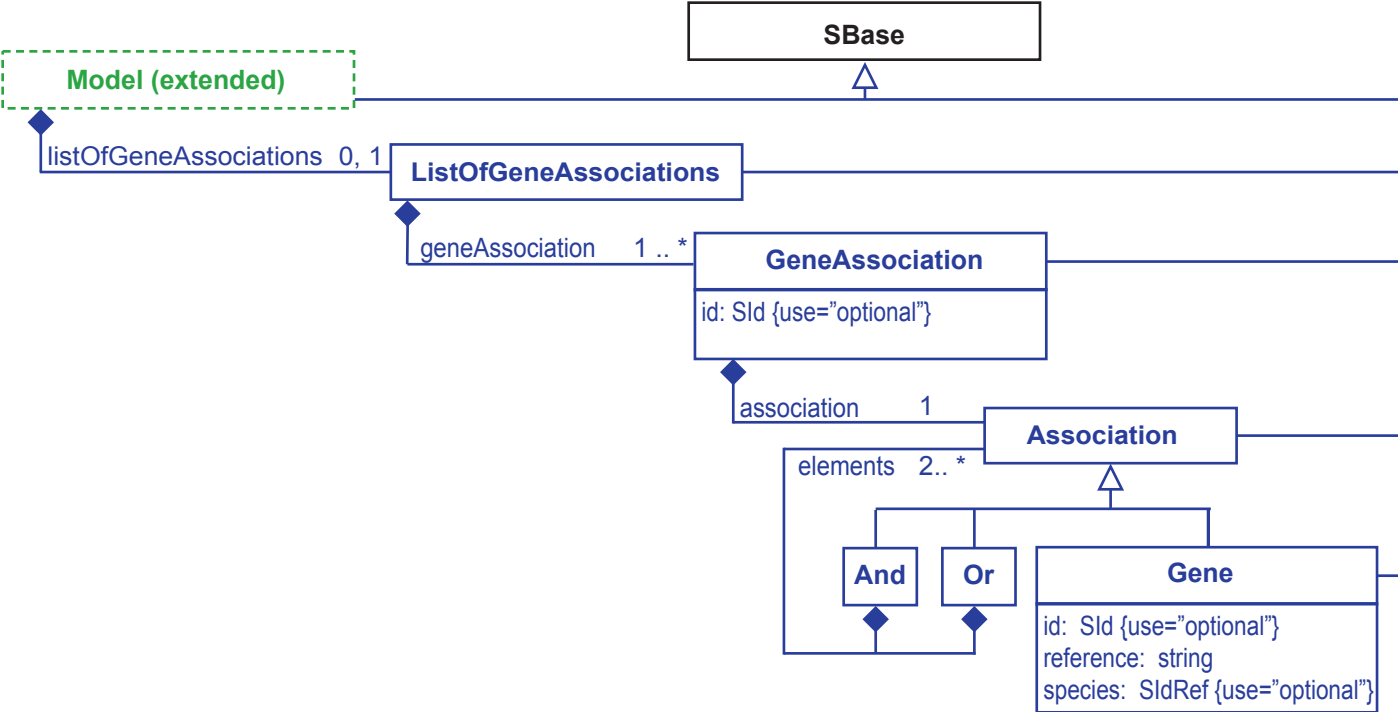 SBase
Model (extended)
listOfGeneAssociations 0, 1
ListOfGeneAssociations
geneAssociation 1 .. *
GeneAssociation
id: SId {use=”optional”}
association 1
Association
elements 2.. *
And
Or
Gene
id: SId {use=”optional”}
reference: string
species: SIdRef {use=”optional”}